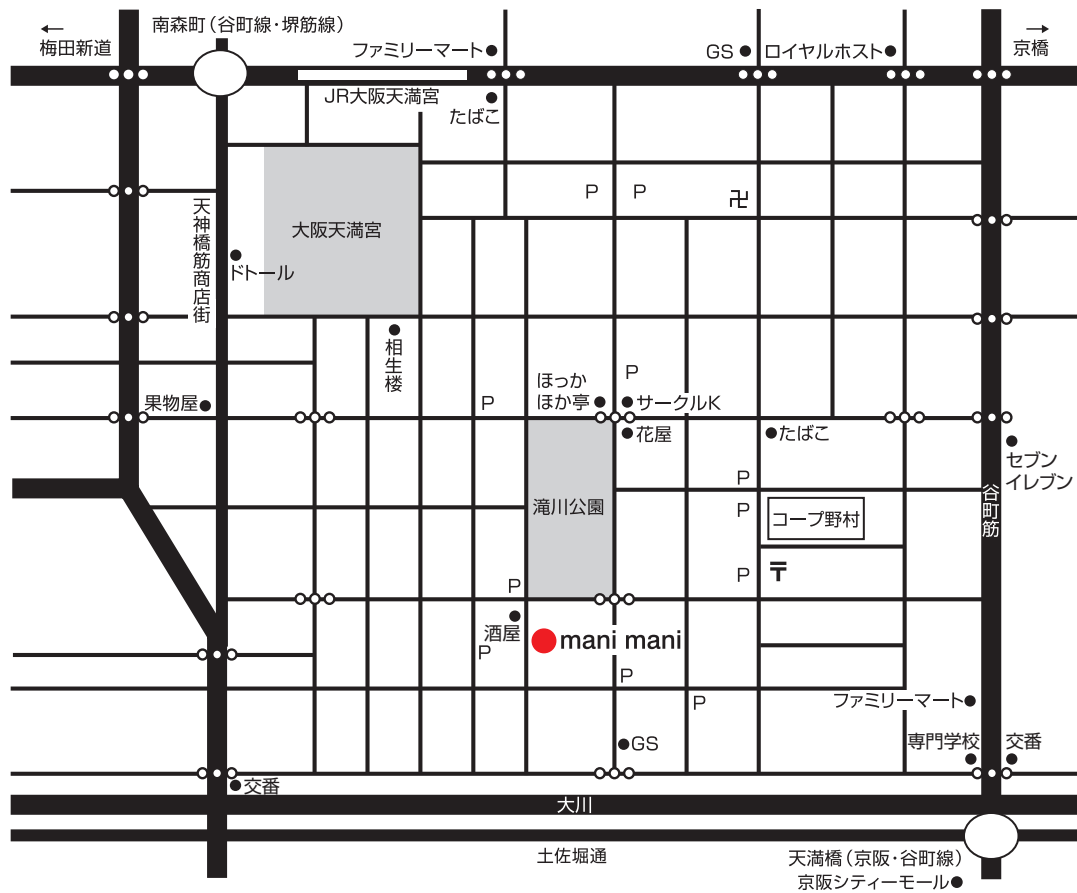 ←
梅田新道
南森町（谷町線・堺筋線）
ファミリーマート
GS
ロイヤルホスト
→
京橋
JR大阪天満宮
たばこ
P
P
卍
天神橋筋商店街
大阪天満宮
ドトール
相生楼
果物屋
P
ほっか
ほか亭
P
サークルK
花屋
たばこ
セブン
イレブン
谷町筋
P
P
コープ野村
滝川公園
P
〒
P
酒屋
P
mani mani
P
P
ファミリーマート
GS
専門学校
交番
交番
大川
土佐堀通
天満橋（京阪・谷町線）
京阪シティーモール